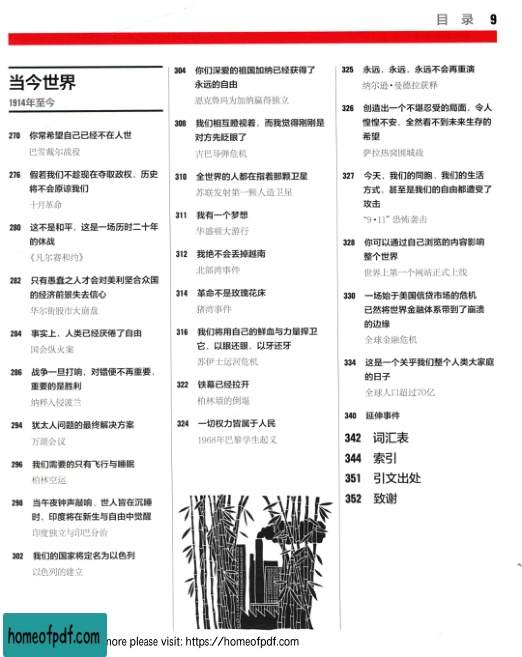 目 录 9
当今世界
1914年至今
270 你常希望自己已经不在人世
巴雪戴尔战役
276 假若我们不趁现在夺取政权，历史
将不会原谅我们
十月革命
280 这不是和平，这是一场历时二十年
的休战
《凡尔赛和约》
282 只有愚蠢之人才会对美利坚合众国
的经济前景失去信心
华尔街股市大崩盘
284 事实上，人类已经厌倦了自由
国会纵火案
286 战争一旦打响，对错便不再重要，
重要的是胜利
纳粹入侵波兰
294 犹太人问题的最终解决方案
万湖会议
296 我们需要的只有飞行与睡眠
柏林空运
298 当午夜钟声敲响，世人皆在沉睡
时，印度将在新生与自由中觉醒
印度独立与印巴分治
302 我们的国家将定名为以色列
以色列的建立
304 你们深爱的祖国加纳已经获得了
永远的自由
恩克鲁玛为加纳赢得独立
308 我们相互瞪视着，而我觉得刚刚是
对方先眨眼了
古巴导弹危机
310 全世界的人都在指着那颗卫星
苏联发射第一颗人造卫星
311 我有一个梦想
华盛顿大游行
312 我绝不会丢掉越南
北部湾事件
314 革命不是玫瑰花床
猪湾事件
316 我们将用自己的鲜血与力量捍卫
它，以眼还眼，以牙还牙
苏伊士运河危机
322 铁幕已经拉开
柏林墙的倒塌
324 一切权力皆属于人民
1968年巴黎学生起义
325 永远，永远，永远不会再重演
纳尔逊·曼德拉获释
326 创造出一个不堪忍受的局面，令人
惶惶不安，全然看不到未来生存的
希望
萨拉热窝围城战
327 今天，我们的同胞、我们的生活
方式，甚至是我们的自由都遭受了
攻击
“9·11”恐怖袭击
328 你可以通过自己浏览的内容影响
整个世界
世界上第一个网站正式上线
330 一场始于美国信贷市场的危机
已然将世界金融体系带到了崩溃
的边缘
全球金融危机
334 这是一个关乎我们整个人类大家庭
的日子
全球人口超过70亿
340 延伸事件
342 词汇表
344 索引
351 引文出处
352 致谢
homeofpdf.com
more please visit: https://homeofpdf.com